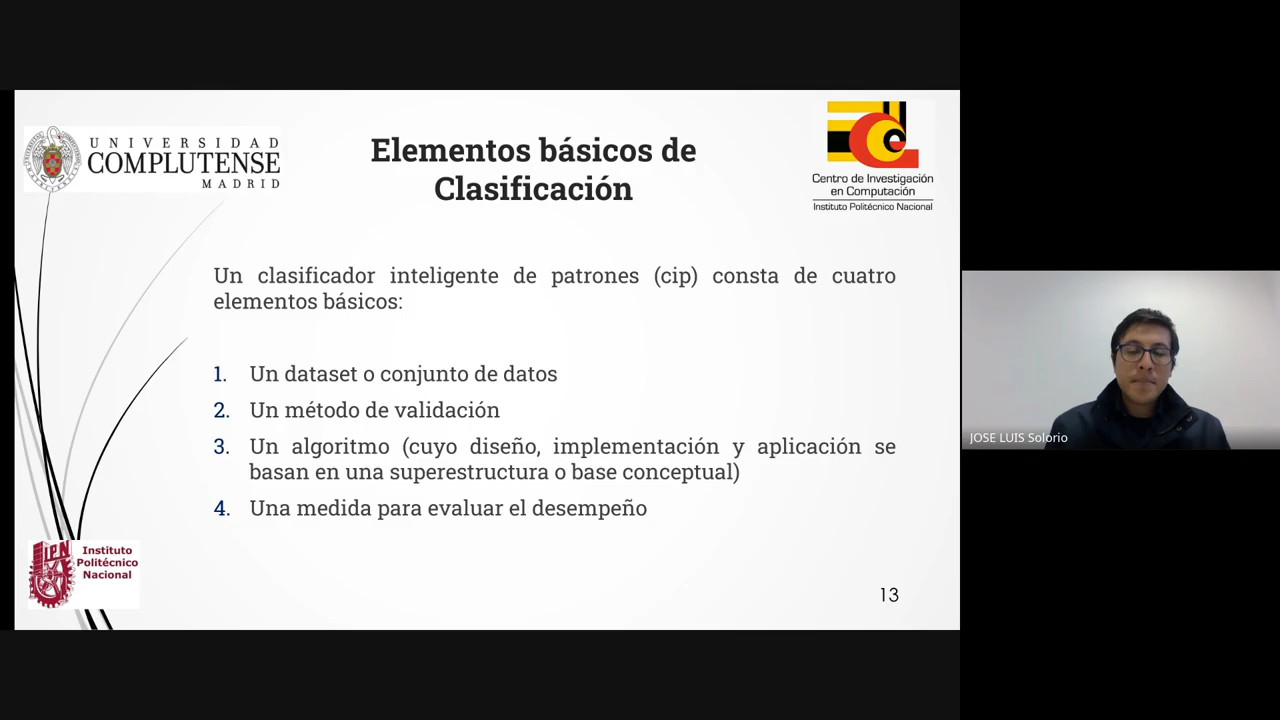 UNIVERSIDAD
COMPLUTENSE
MADRID
Elementos básicos de
Clasificación
Centro de Investigación
en Computación
Instituto Politécnico Nacional
Un clasificador inteligente de patrones (cip) consta de cuatro
elementos básicos:
1. Un dataset o conjunto de datos
2. Un método de validación
3. Un algoritmo (cuyo diseño, implementación y aplicación se
basan en una superestructura o base conceptual)
4. Una medida para evaluar el desempeño
IPN
Instituto
Politécnico
Nacional
13
JOSE LUIS Solorio